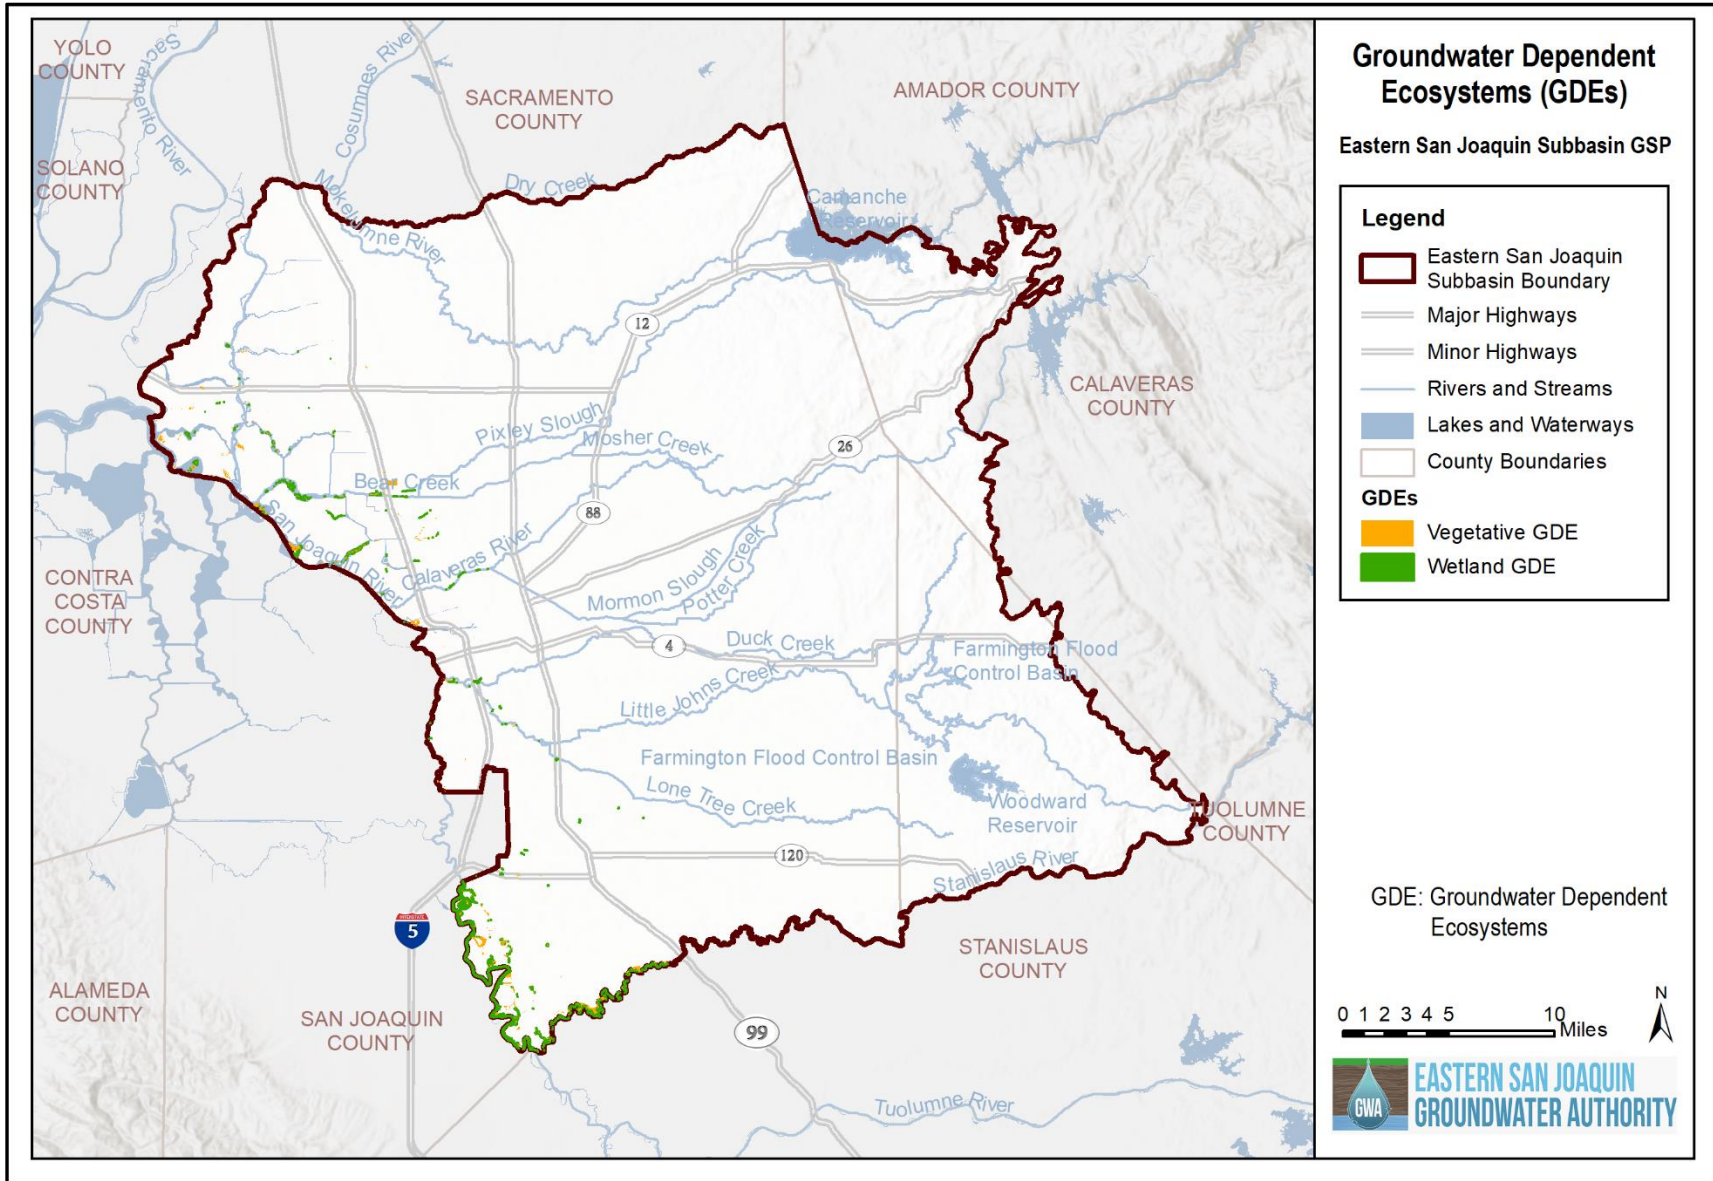 Groundwater Dependent
Ecosystems (GDEs)
Eastern San Joaquin Subbasin GSP
Legend
Eastern San Joaquin
Subbasin Boundary
Major Highways
Minor Highways
Rivers and Streams
Lakes and Waterways
County Boundaries
GDEs
Vegetative GDE
Wetland GDE
GDE: Groundwater Dependent
Ecosystems
0 1 2 3 4 5 10
Miles
N
GWA
EASTERN SAN JOAQUIN
GROUNDWATER AUTHORITY
YOLO
COUNTY
Sacramento River
Cosumnes River
SACRAMENTO
COUNTY
AMADOR COUNTY
SOLANO
COUNTY
Mokelumne River
Dry Creek
Camanche
Reservoir
12
CALAVERAS
COUNTY
Pixley Slough
Mosher Creek
26
Bear Creek
88
San Joaquin River
Calaveras River
CONTRA
COSTA
COUNTY
Mormon Slough
Potter Creek
4
Duck Creek
Farmington Flood
Control Basin
Little Johns Creek
Farmington Flood Control Basin
Lone Tree Creek
Woodward
Reservoir
TUOLUMNE
COUNTY
120
Stanislaus River
5
STANISLAUS
COUNTY
ALAMEDA
COUNTY
SAN JOAQUIN
COUNTY
99
Tuolumne River